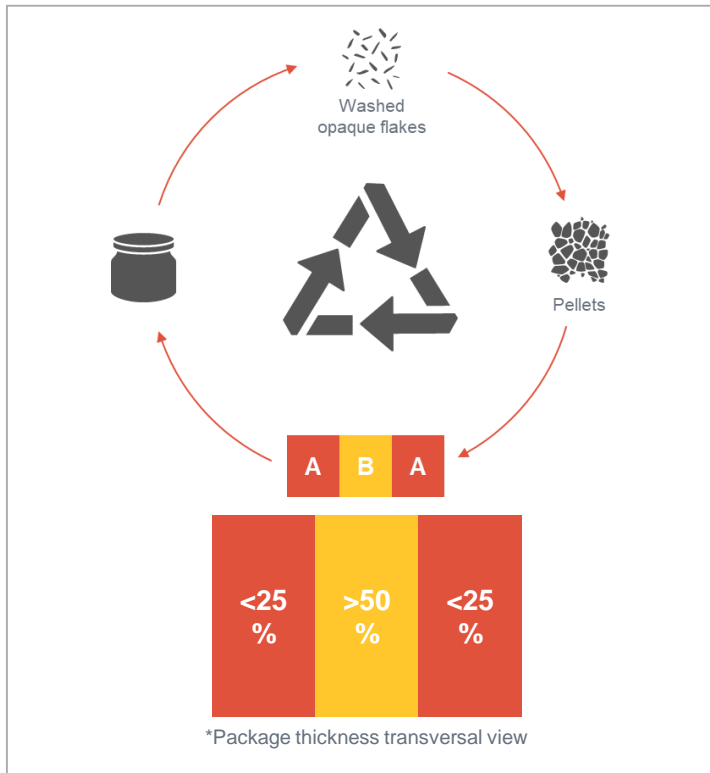 Washed
opaque flakes
Pellets
A B A
<25 % >50 % <25 %
*Package thickness transversal view